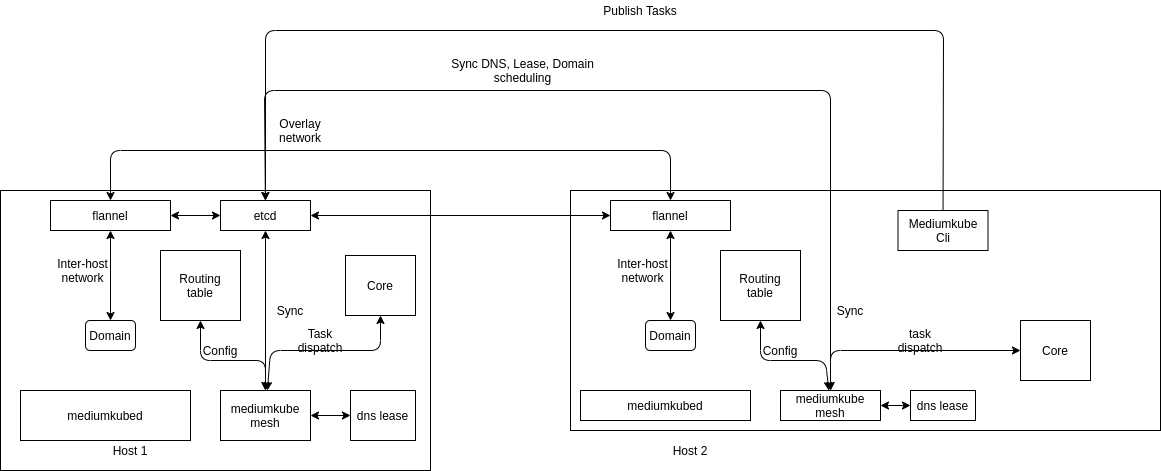 Publish Tasks
Sync DNS, Lease, Domain
scheduling
Overlay
network
flannel
etcd
flannel
Mediumkube
Cli
Inter-host
network
Routing
table
Core
Inter-host
network
Routing
table
Sync
Sync
Domain
Task
dispatch
Config
Domain
task
dispatch
Config
Core
mediumkubed
mediumkube
mesh
dns lease
mediumkubed
mediumkube
mesh
dns lease
Host 1
Host 2